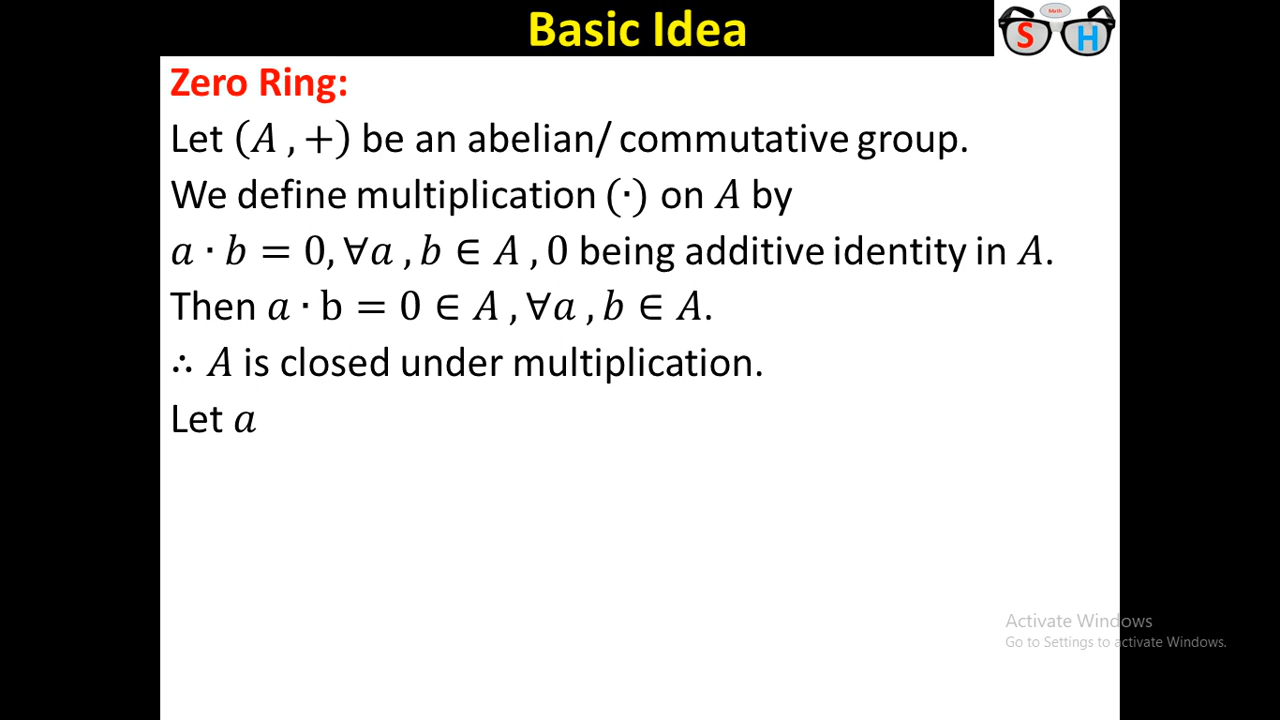 Basic Idea
Math
S H
Zero Ring:
Let (A , +) be an abelian/ commutative group.
We define multiplication (·) on A by
a · b = 0, ∀a , b ∈ A , 0 being additive identity in A.
Then a · b = 0 ∈ A , ∀a , b ∈ A.
∴ A is closed under multiplication.
Let a
Activate Windows
Go to Settings to activate Windows.